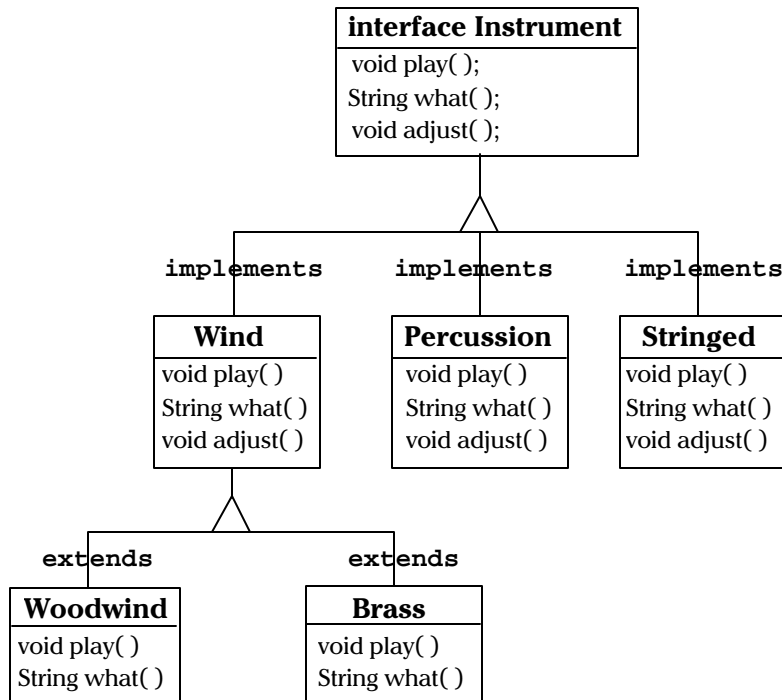 interface Instrument
void play( );
String what( );
void adjust( );
implements
implements
implements
Wind
void play( )
String what( )
void adjust( )
Percussion
void play( )
String what( )
void adjust( )
Stringed
void play( )
String what( )
void adjust( )
extends
extends
Woodwind
void play( )
String what( )
Brass
void play( )
String what( )